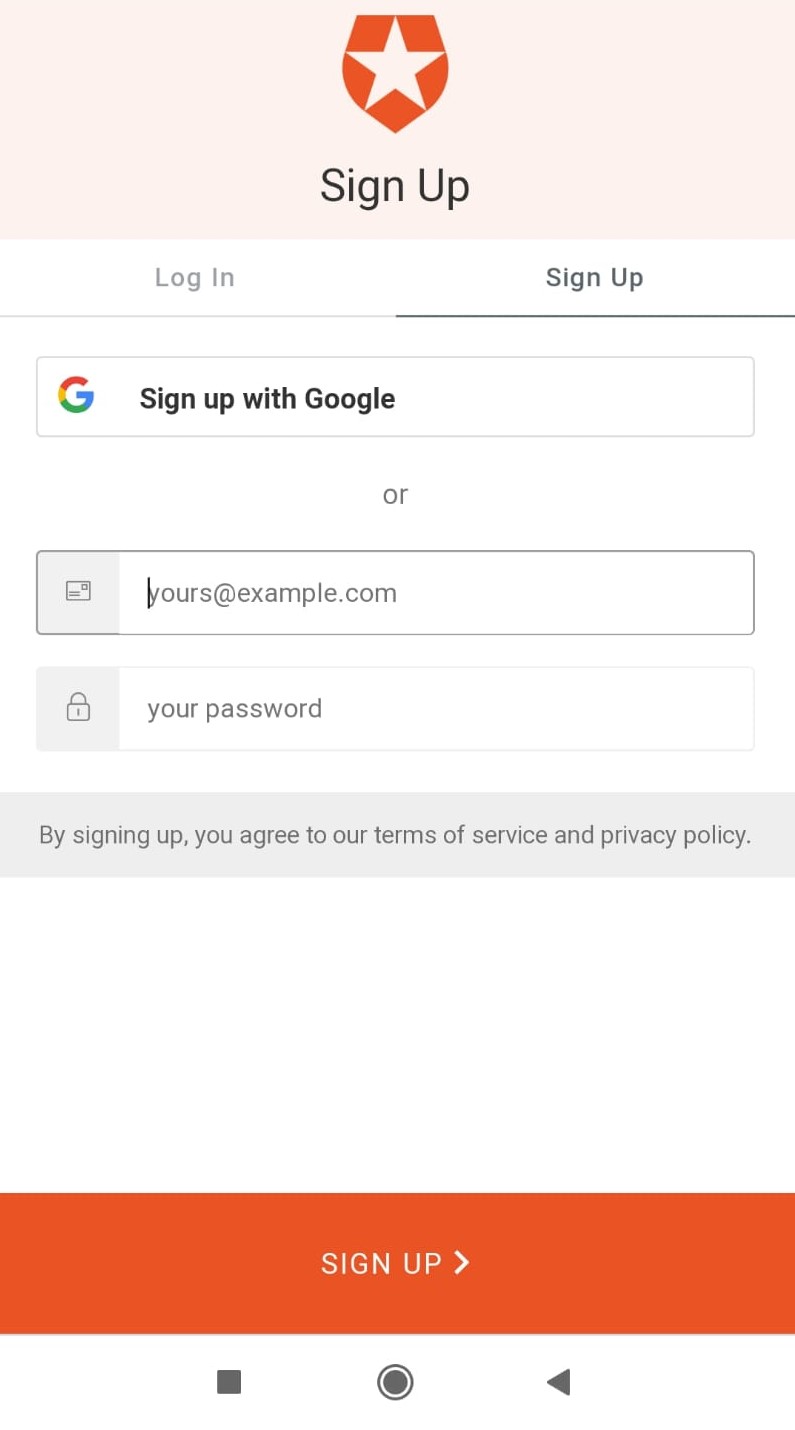 Sign Up
Log In
Sign Up
Sign up with Google
or
yours@example.com
your password
By signing up, you agree to our terms of service and privacy policy.
SIGN UP